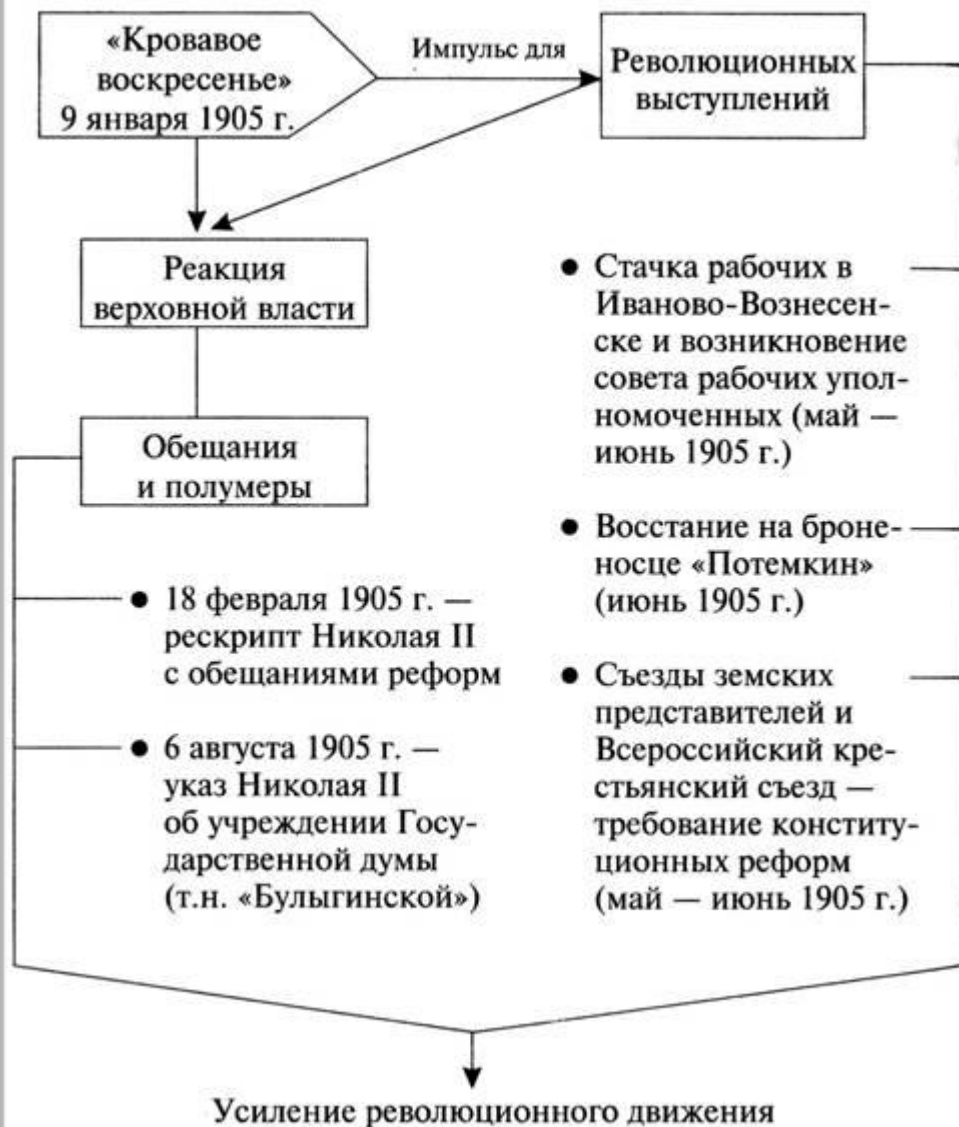 «Кровавое
воскресенье»
9 января 1905 г.
Импульс для
Революционных
выступлений
Реакция
верховной власти
Обещания
и полумеры
● 18 февраля 1905 г. —
рескрипт Николая II
с обещаниями реформ
● 6 августа 1905 г. —
указ Николая II
об учреждении Госу-
дарственной думы
(т.н. «Булыгинской»)
● Стачка рабочих в
Иваново-Вознесен-
ске и возникновение
совета рабочих упол-
номоченных (май —
июнь 1905 г.)
● Восстание на броне-
носце «Потемкин»
(июнь 1905 г.)
● Съезды земских
представителей и
Всероссийский кре-
стьянский съезд —
требование конститу-
ционных реформ
(май — июнь 1905 г.)
Усиление революционного движения